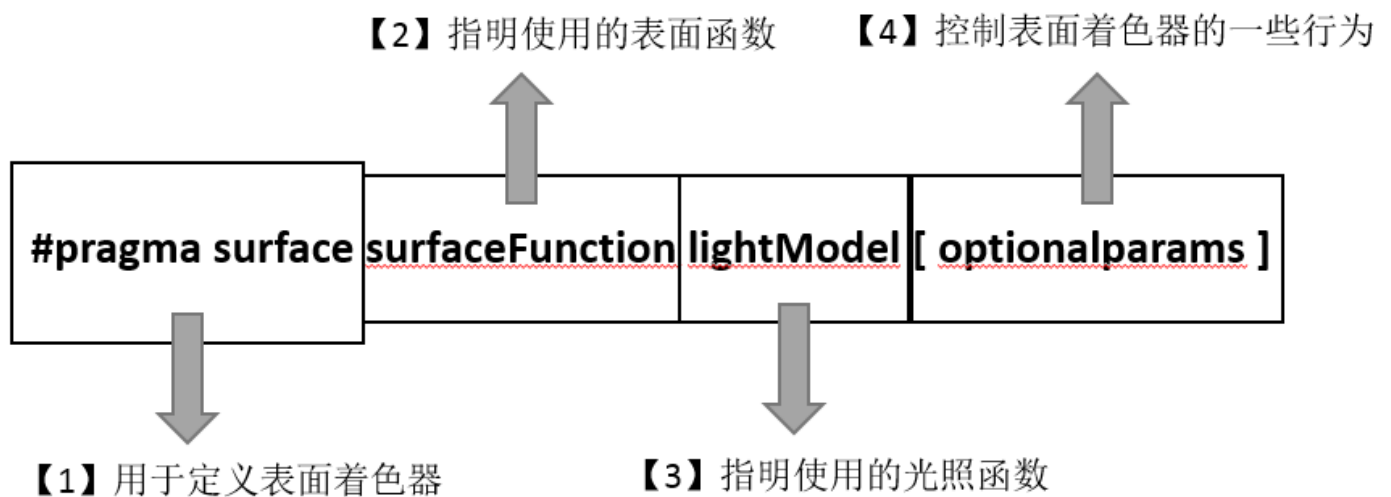 【2】指明使用的表面函数
【4】控制表面着色器的一些行为
#pragma surface surfaceFunction lightModel [ optionalparams ]
【1】用于定义表面着色器
【3】指明使用的光照函数